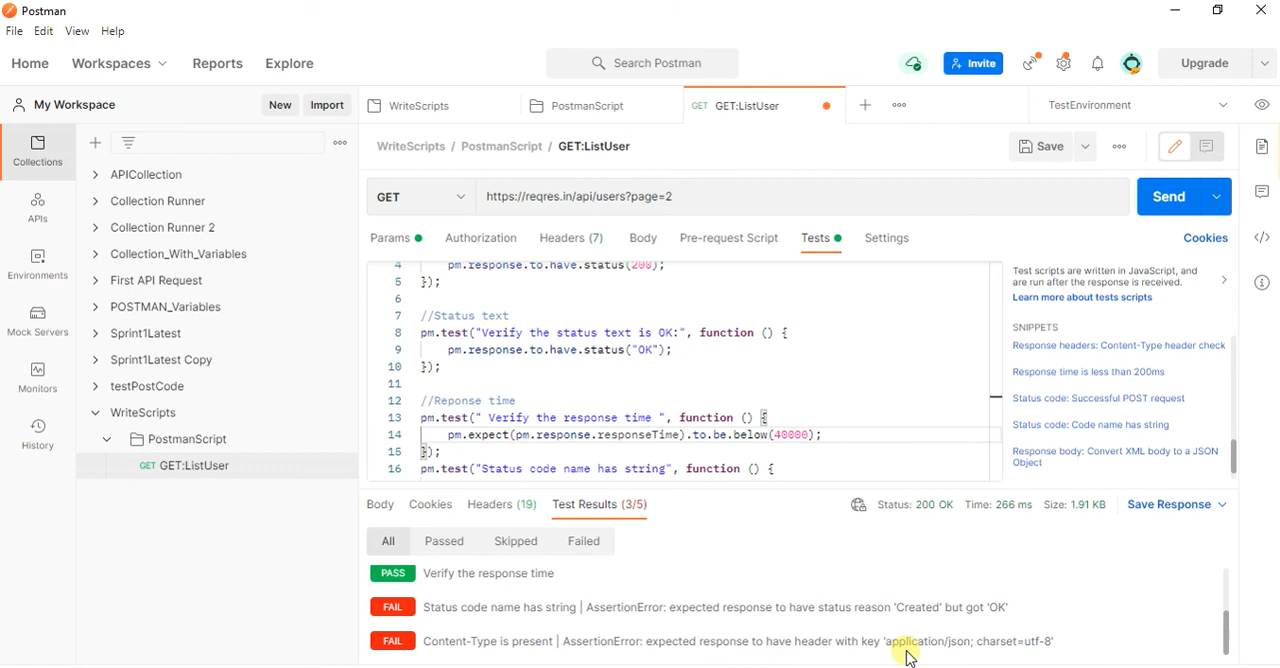 Postman
File Edit View Help
Home Workspaces Reports Explore Search Postman Invite Upgrade
My Workspace New Import WriteScripts PostmanScript GET GET:ListUser TestEnvironment
Collections
APIs
Environments
Mock Servers
Monitors
History
APICollection
Collection Runner
Collection Runner 2
Collection_With_Variables
First API Request
POSTMAN_Variables
Sprint1Latest
Sprint1Latest Copy
testPostCode
WriteScripts
PostmanScript
GET GET:ListUser
WriteScripts / PostmanScript / GET:ListUser Save
GET https://reqres.in/api/users?page=2 Send
Params Authorization Headers (7) Body Pre-request Script Tests Settings Cookies
4 pm.response.to.have.status(200);
5 });
6
7 //Status text
8 pm.test("Verify the status text is OK:", function () {
9 pm.response.to.have.status("OK");
10 });
11
12 //Reponse time
13 pm.test(" Verify the response time ", function () {
14 pm.expect(pm.response.responseTime).to.be.below(40000);
15 });
16 pm.test("Status code name has string", function () {
Test scripts are written in JavaScript, and
are run after the response is received.
Learn more about tests scripts
SNIPPETS
Response headers: Content-Type header check
Response time is less than 200ms
Status code: Successful POST request
Status code: Code name has string
Response body: Convert XML body to a JSON
Object
Body Cookies Headers (19) Test Results (3/5) Status: 200 OK Time: 266 ms Size: 1.91 KB Save Response
All Passed Skipped Failed
PASS Verify the response time
FAIL Status code name has string | AssertionError: expected response to have status reason 'Created' but got 'OK'
FAIL Content-Type is present | AssertionError: expected response to have header with key 'application/json; charset=utf-8'